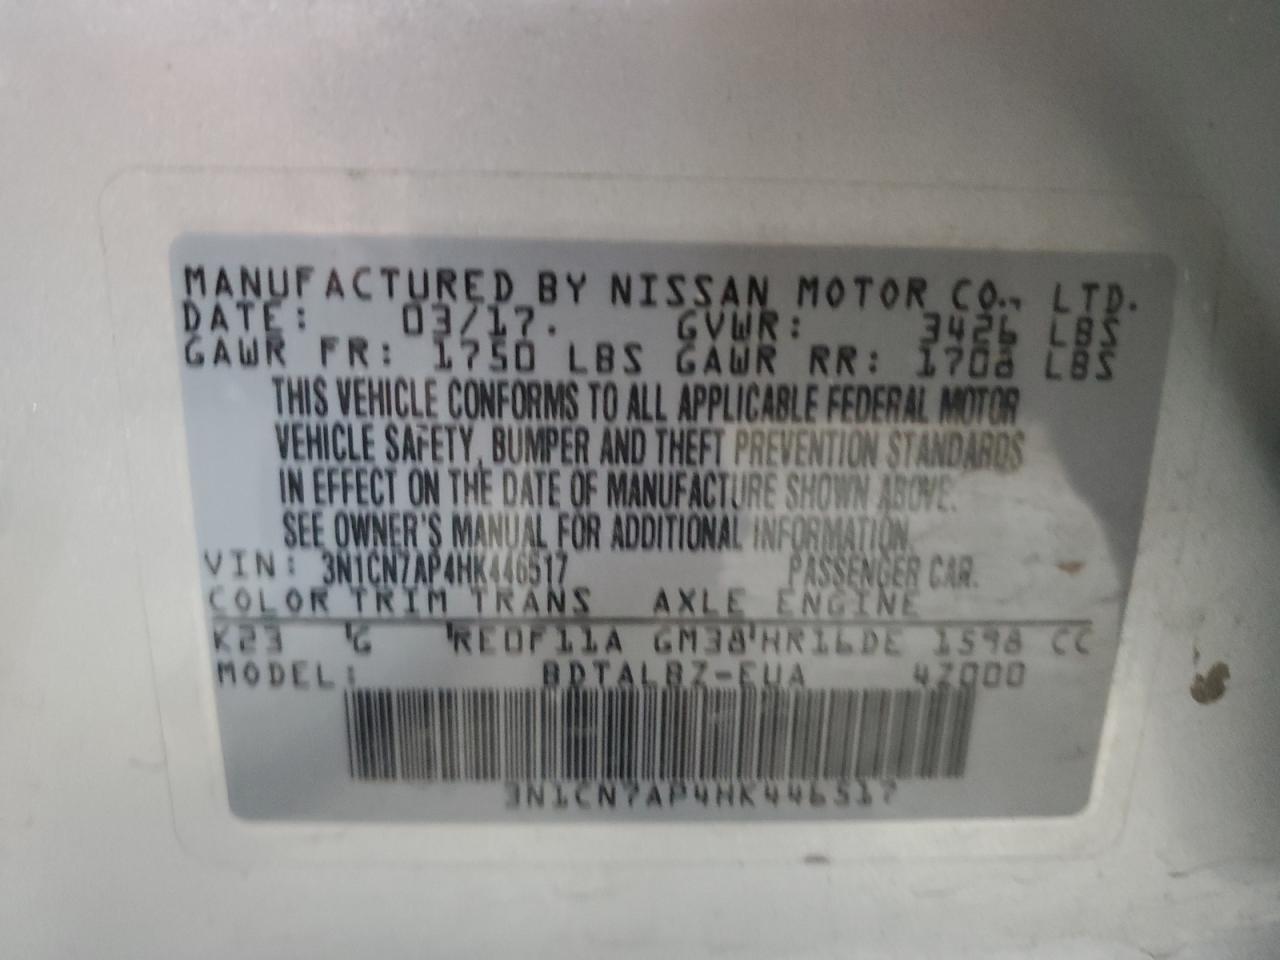 MANUFACTURED BY NISSAN MOTOR CO., LTD.
DATE: 03/17. GVWR: 3426 LBS
GAWR FR: 1750 LBS GAWR RR: 1708 LBS
THIS VEHICLE CONFORMS TO ALL APPLICABLE FEDERAL MOTOR
VEHICLE SAFETY, BUMPER AND THEFT PREVENTION STANDARDS
IN EFFECT ON THE DATE OF MANUFACTURE SHOWN ABOVE.
SEE OWNER'S MANUAL FOR ADDITIONAL INFORMATION.
VIN: 3N1CN7AP4HK446517 PASSENGER CAR.
COLOR TRIM TRANS AXLE ENGINE
K23 G RE0F11A GM38 HR16DE 1598 CC
MODEL: BDTALBZ-EUA 4Z000
3N1CN7AP4HK446517